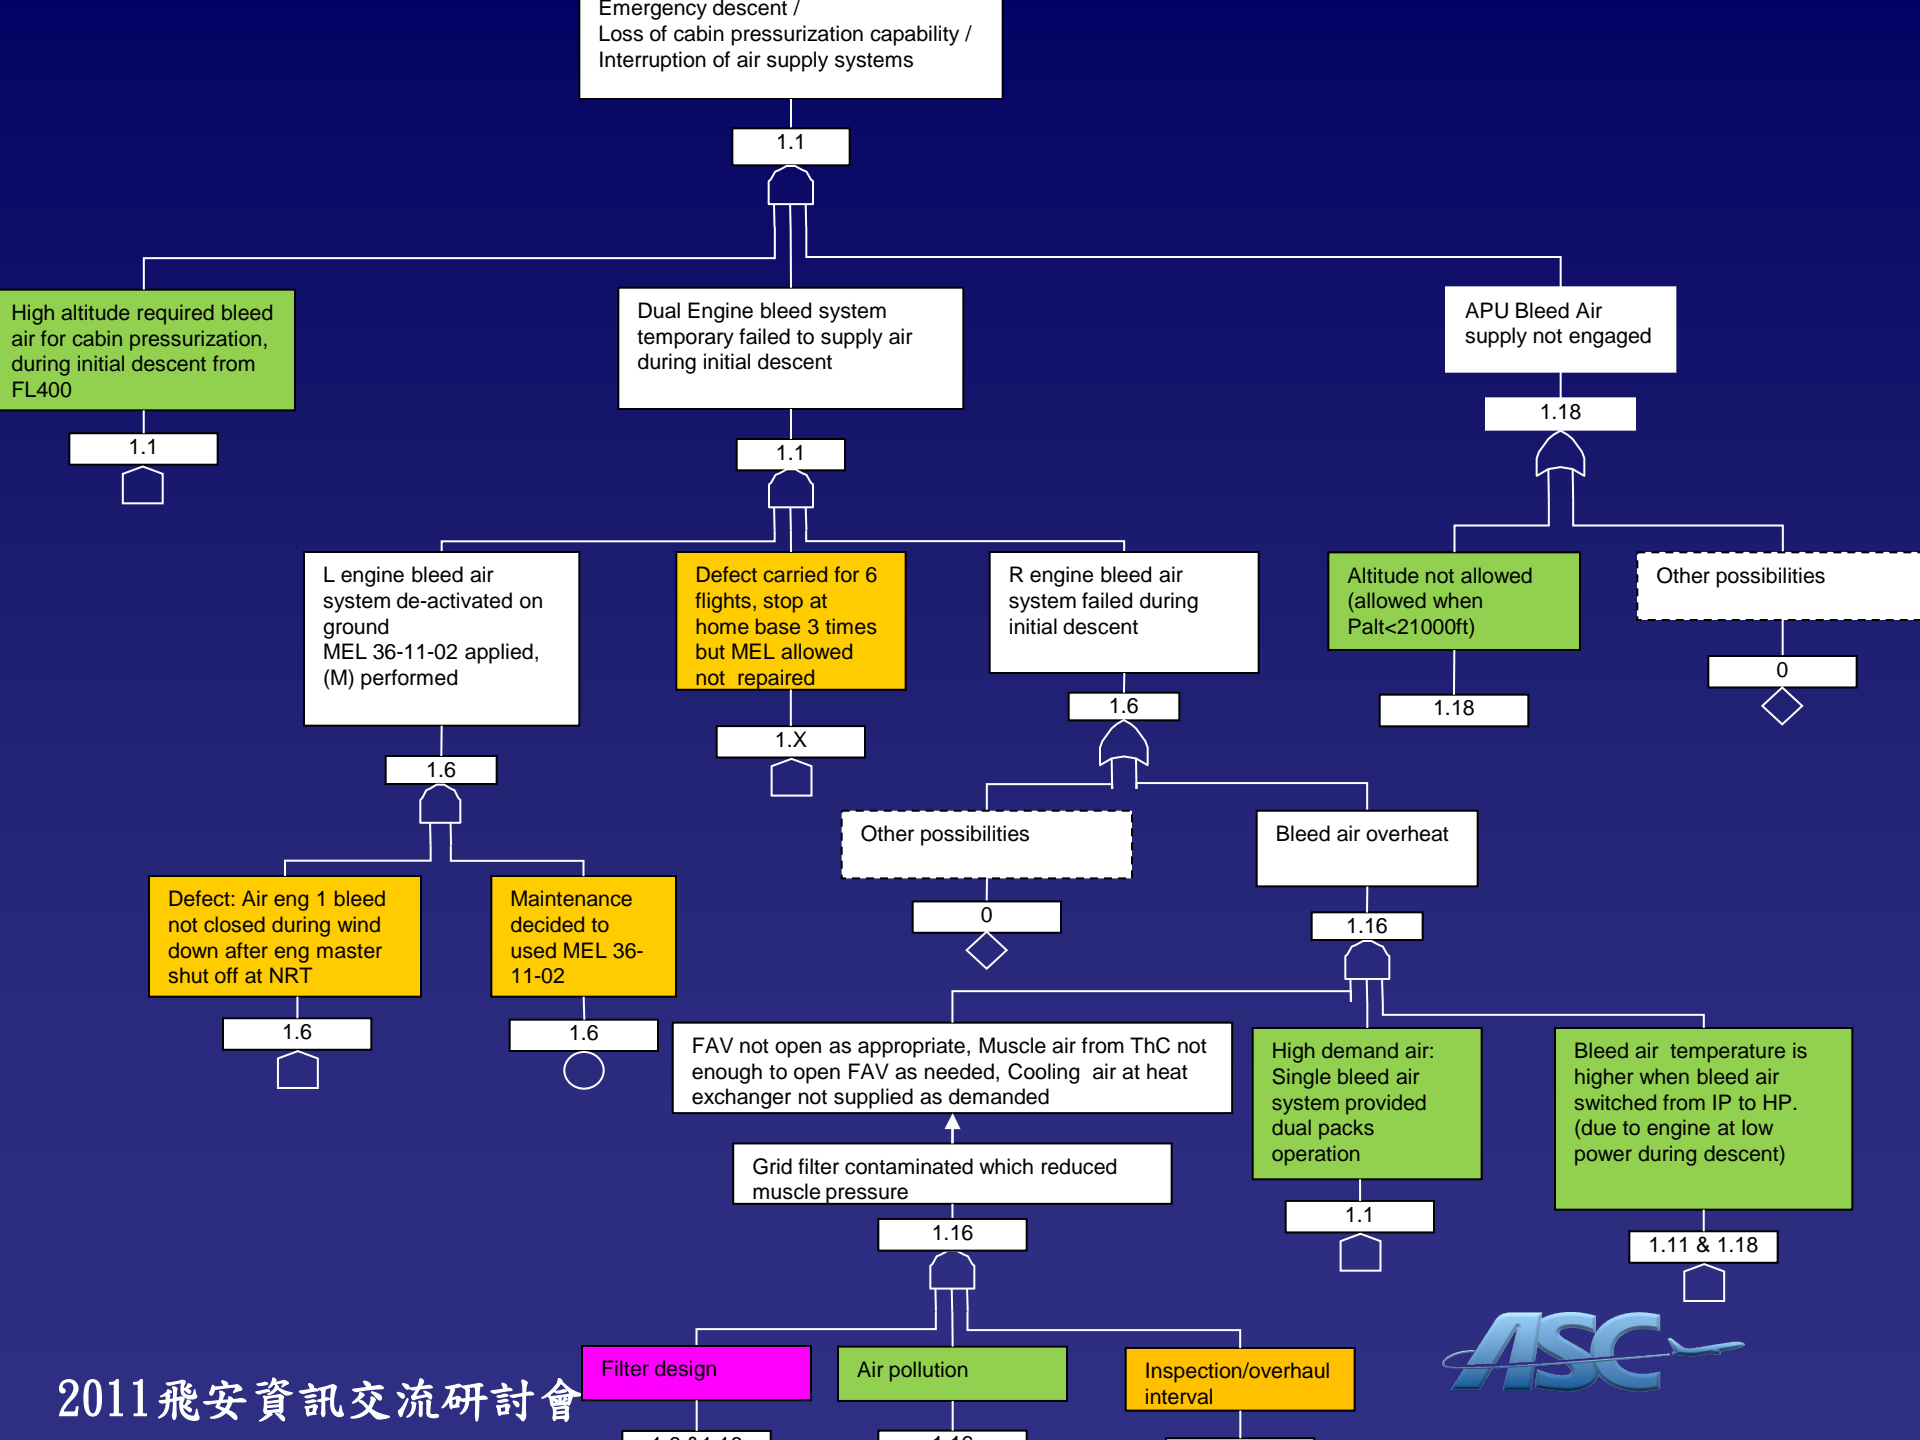 Emergency descent /
Loss of cabin pressurization capability /
Interruption of air supply systems
1.1
High altitude required bleed
air for cabin pressurization,
during initial descent from
FL400
1.1
Dual Engine bleed system
temporary failed to supply air
during initial descent
1.1
APU Bleed Air
supply not engaged
1.18
L engine bleed air
system de-activated on
ground
MEL 36-11-02 applied,
(M) performed
1.6
Defect carried for 6
flights, stop at
home base 3 times
but MEL allowed
not repaired
1.X
R engine bleed air
system failed during
initial descent
1.6
Altitude not allowed
(allowed when
Palt<21000ft)
1.18
Other possibilities
0
Other possibilities
0
Bleed air overheat
1.16
Defect: Air eng 1 bleed
not closed during wind
down after eng master
shut off at NRT
1.6
Maintenance
decided to
used MEL 36-
11-02
1.6
FAV not open as appropriate, Muscle air from ThC not
enough to open FAV as needed, Cooling air at heat
exchanger not supplied as demanded
Grid filter contaminated which reduced
muscle pressure
1.16
High demand air:
Single bleed air
system provided
dual packs
operation
1.1
Bleed air temperature is
higher when bleed air
switched from IP to HP.
(due to engine at low
power during descent)
1.11 & 1.18
Filter design
Air pollution
1.16
Inspection/overhaul
interval
ASC
2011飛安資訊交流研討會